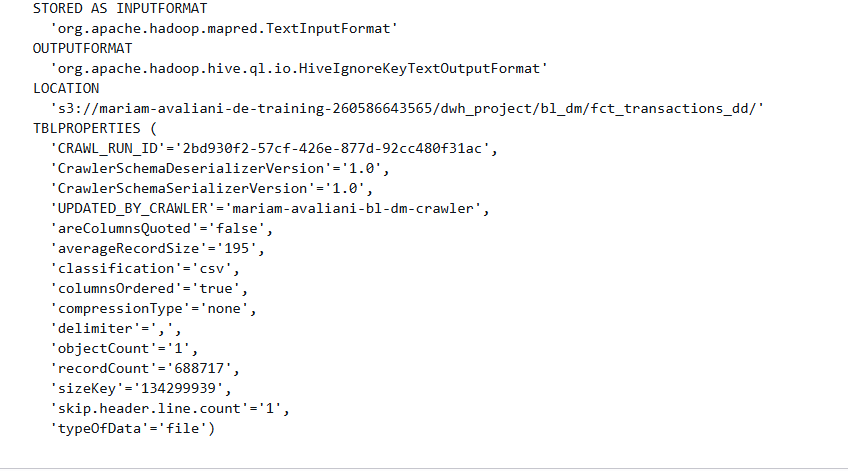 STORED AS INPUTFORMAT
'org.apache.hadoop.mapred.TextInputFormat'
OUTPUTFORMAT
'org.apache.hadoop.hive.ql.io.HiveIgnoreKeyTextOutputFormat'
LOCATION
's3://mariam-avaliani-de-training-260586643565/dwh_project/bl_dm/fct_transactions_dd/'
TBLPROPERTIES (
'CRAWL_RUN_ID'='2bd930f2-57cf-426e-877d-92cc480f31ac',
'CrawlerSchemaDeserializerVersion'='1.0',
'CrawlerSchemaSerializerVersion'='1.0',
'UPDATED_BY_CRAWLER'='mariam-avaliani-bl-dm-crawler',
'areColumnsQuoted'='false',
'averageRecordSize'='195',
'classification'='csv',
'columnsOrdered'='true',
'compressionType'='none',
'delimiter'=',',
'objectCount'='1',
'recordCount'='688717',
'sizeKey'='134299939',
'skip.header.line.count'='1',
'typeOfData'='file')